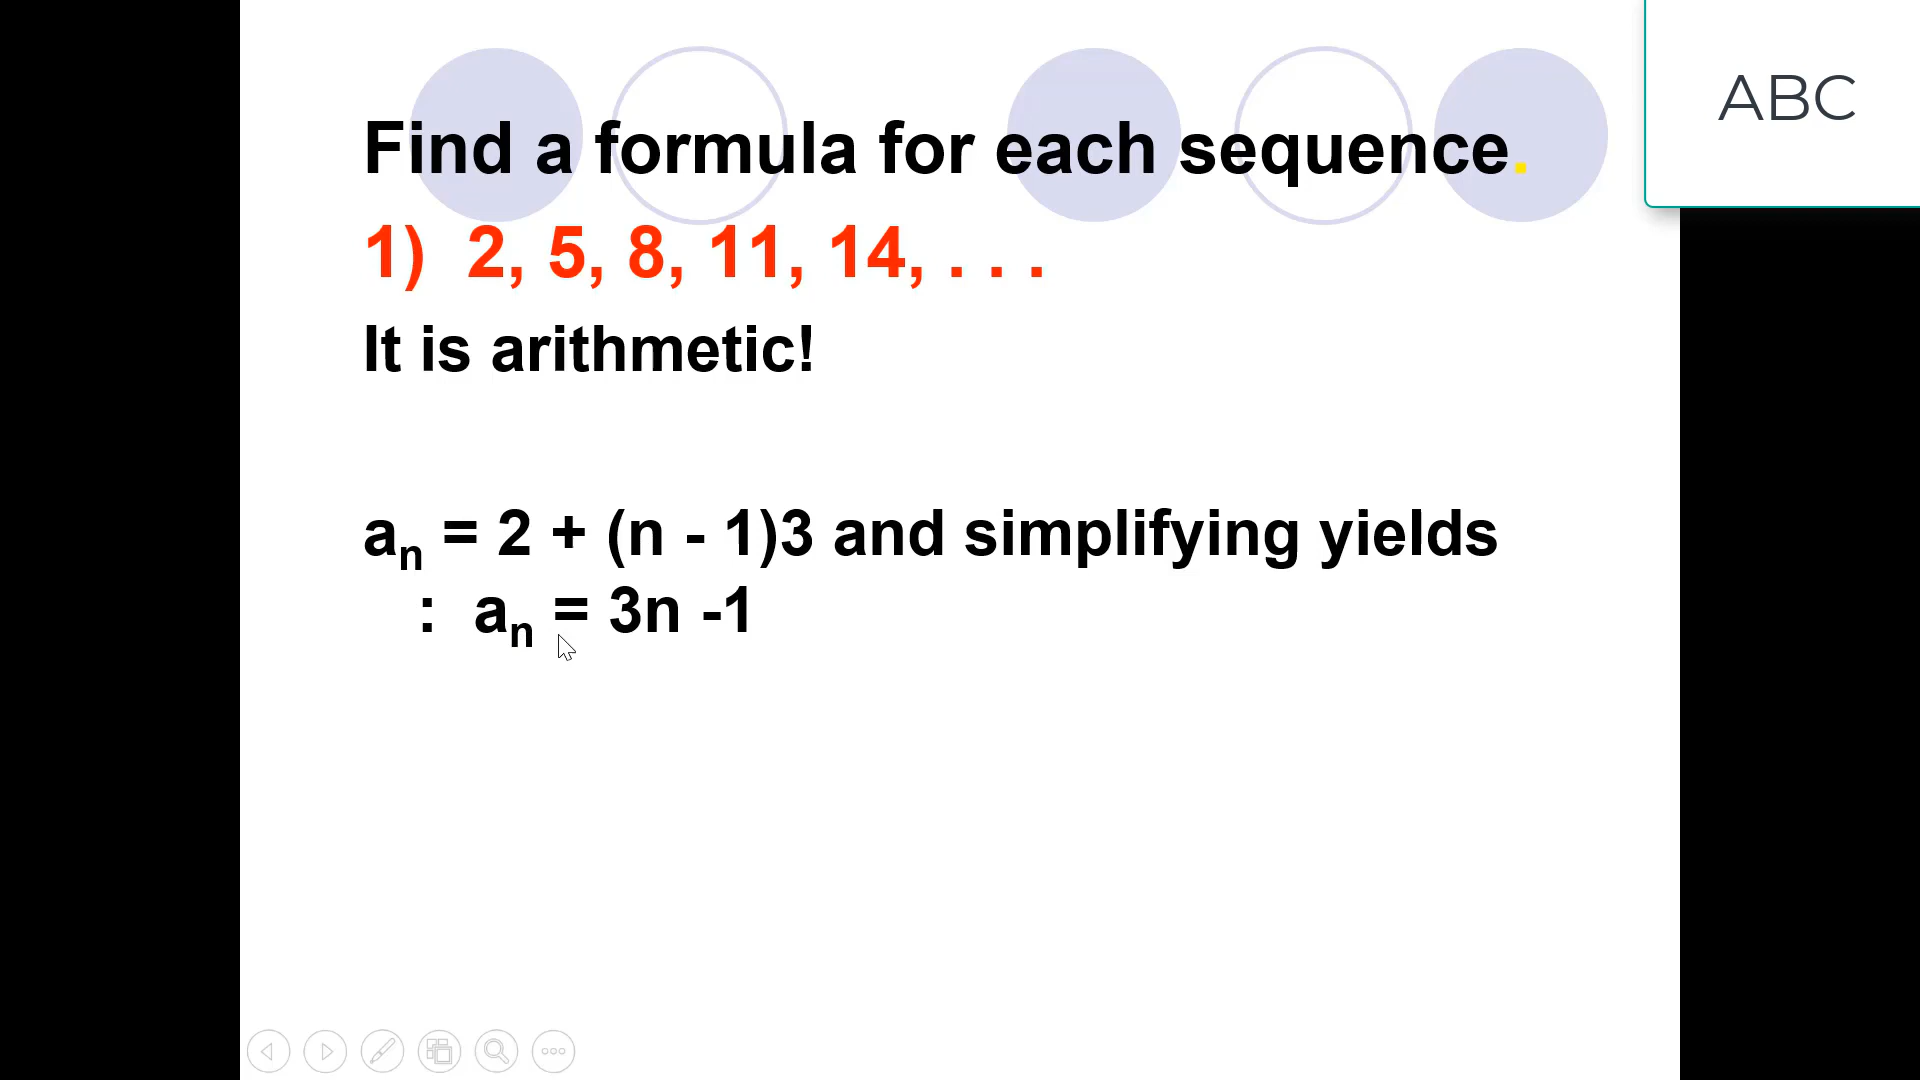 ABC
Find a formula for each sequence.
1) 2, 5, 8, 11, 14, . . .
It is arithmetic!
aₙ = 2 + (n - 1)3 and simplifying yields
: aₙ = 3n -1